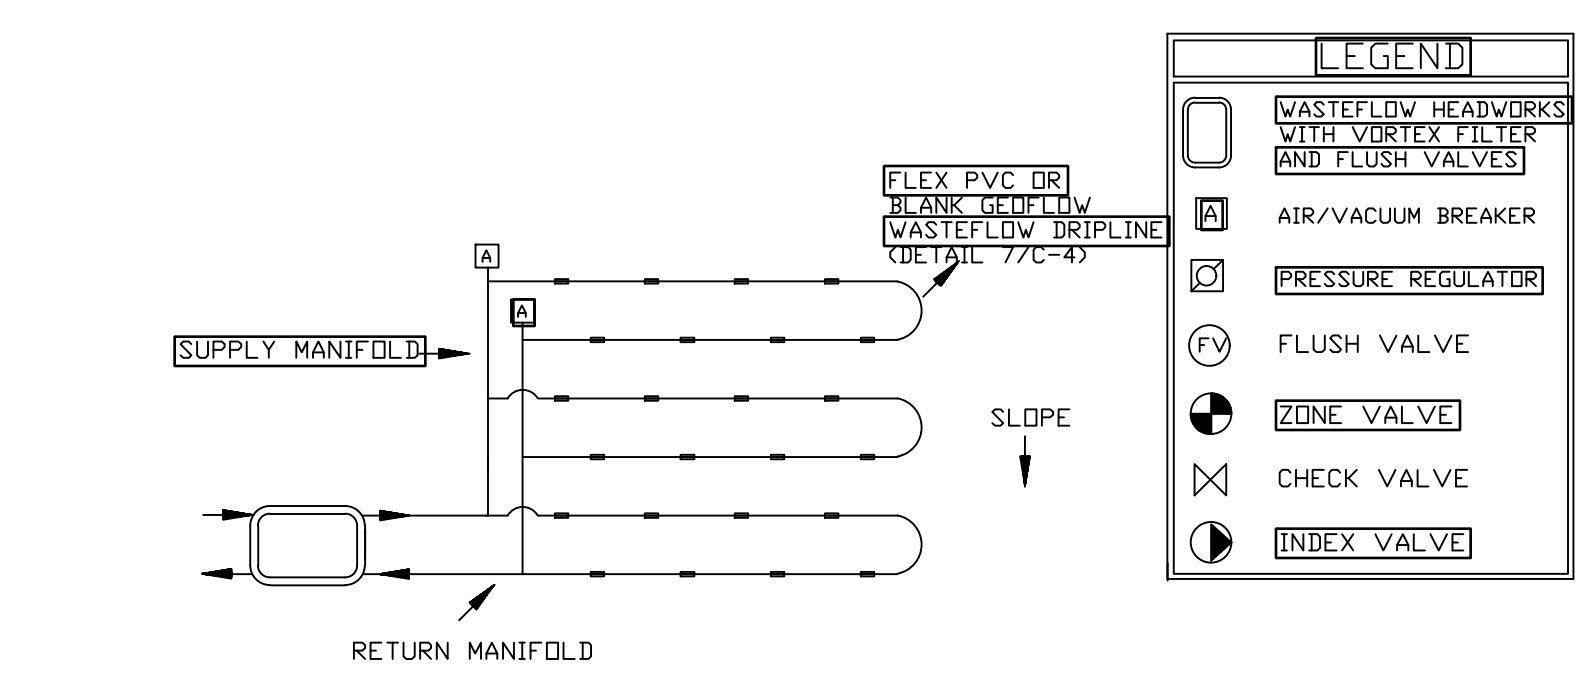 LEGEND
WASTEFLOW HEADWORKS
WITH VORTEX FILTER
AND FLUSH VALVES
A
AIR/VACUUM BREAKER
PRESSURE REGULATOR
FV
FLUSH VALVE
ZONE VALVE
CHECK VALVE
INDEX VALVE
FLEX PVC OR
BLANK GEOFLOW
WASTEFLOW DRIPLINE
(DETAIL 7/C-4)
A
A
SUPPLY MANIFOLD
SLOPE
RETURN MANIFOLD